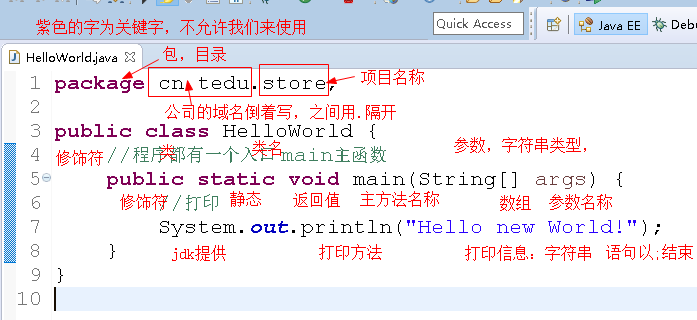 紫色的字为关键字，不允许我们来使用
Quick Access
Java EE
Debu
HelloWorld.java
包，目录
1 package cn.tedu.store;
项目名称
2
公司的域名倒着写，之间用.隔开
3 public class HelloWorld {
修饰符 类 类名 参数，字符串类型，
4 //程序都有一个入口main主函数
5 public static void main(String[] args) {
修饰符 静态 返回值 主方法名称 数组 参数名称
6 //打印
7 System.out.println("Hello new World!");
8 }
jdk提供 打印方法 打印信息：字符串 语句以;结束
9 }
10